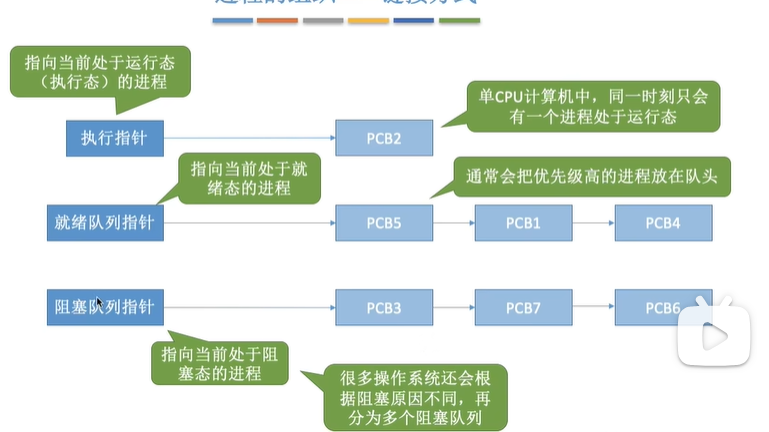 指向当前处于运行态
（执行态）的进程
单CPU计算机中，同一时刻只会
有一个进程处于运行态
执行指针
PCB2
指向当前处于就
绪态的进程
通常会把优先级高的进程放在队头
就绪队列指针
PCB5
PCB1
PCB4
阻塞队列指针
PCB3
PCB7
PCB6
指向当前处于阻
塞态的进程
很多操作系统还会根
据阻塞原因不同，再
分为多个阻塞队列